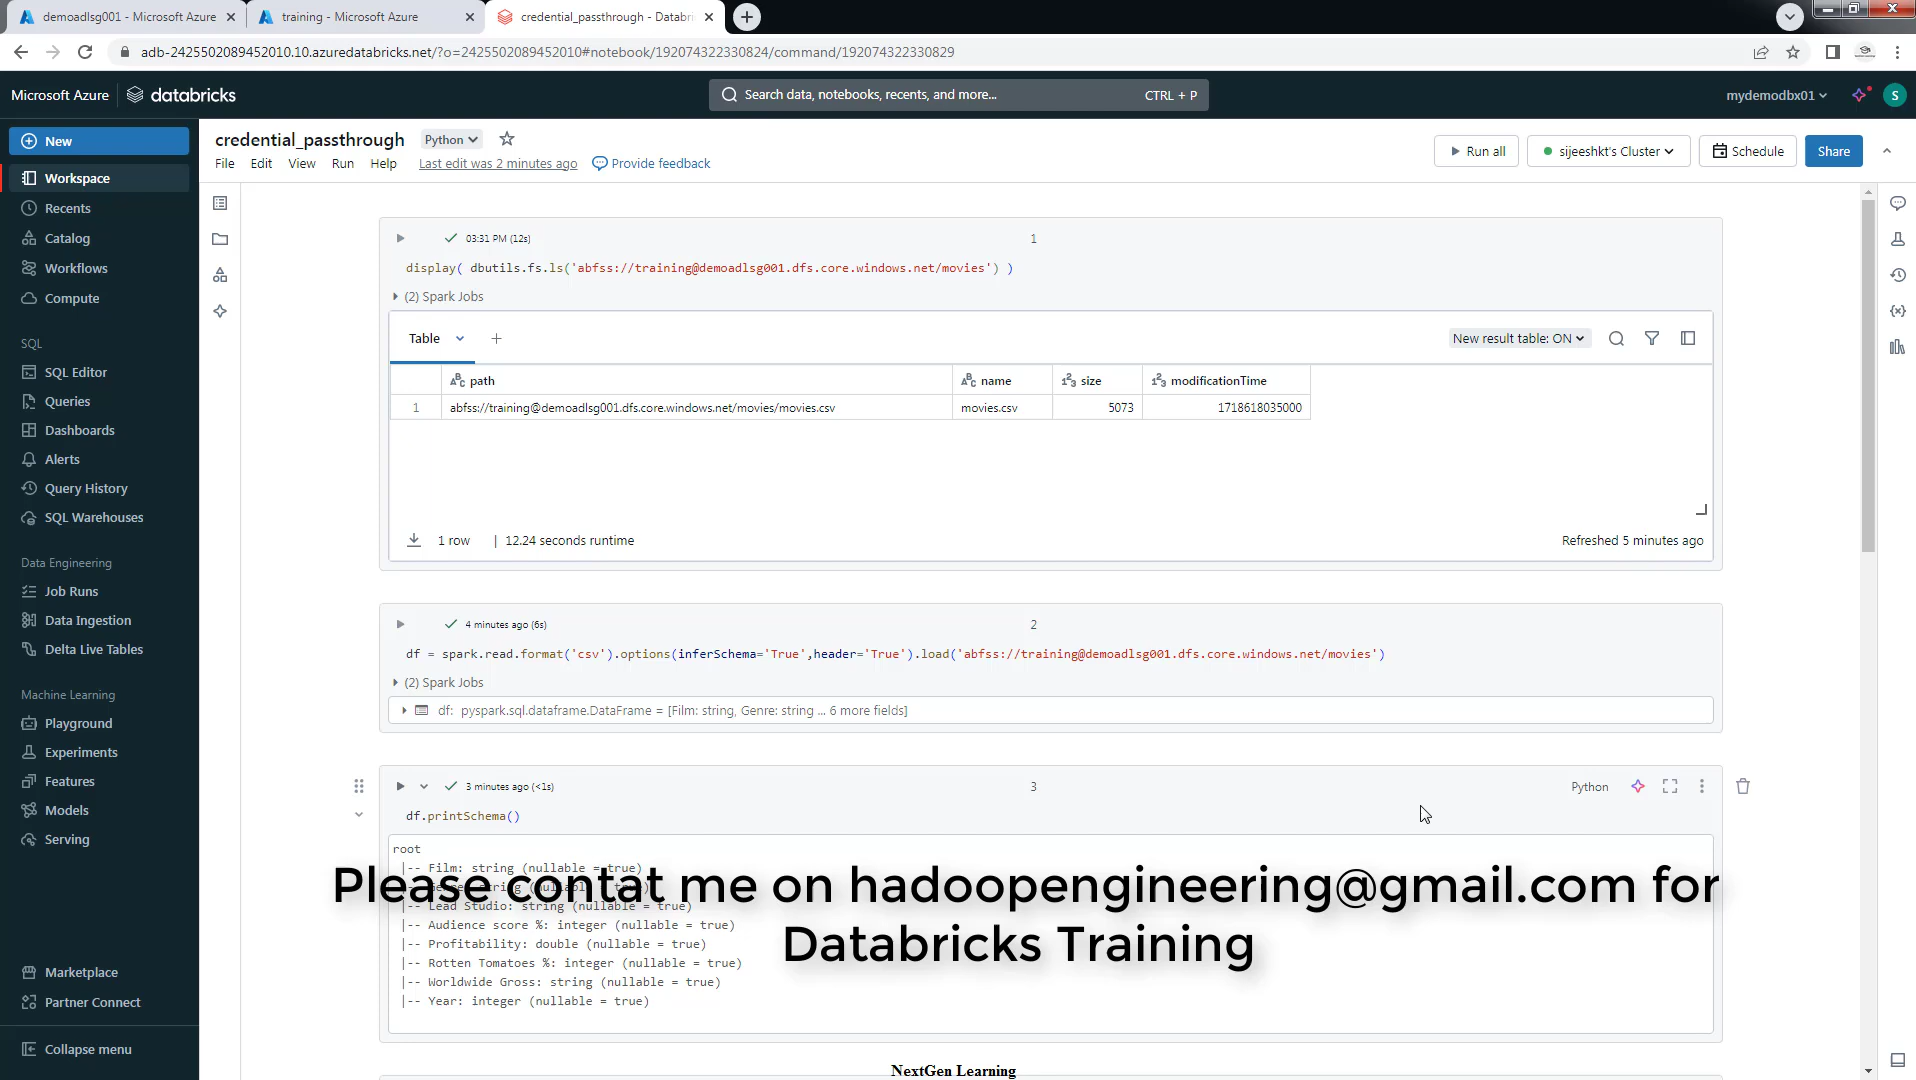 demoadlsg001 - Microsoft Azure
training - Microsoft Azure
credential_passthrough - Databri
adb-2425502089452010.10.azuredatabricks.net/?o=2425502089452010#notebook/192074322330824/command/192074322330829
Microsoft Azure
databricks
Search data, notebooks, recents, and more...
CTRL + P
mydemodbx01
S
New
Workspace
Recents
Catalog
Workflows
Compute
SQL
SQL Editor
Queries
Dashboards
Alerts
Query History
SQL Warehouses
Data Engineering
Job Runs
Data Ingestion
Delta Live Tables
Machine Learning
Playground
Experiments
Features
Models
Serving
Marketplace
Partner Connect
Collapse menu
credential_passthrough
Python
File Edit View Run Help
Last edit was 2 minutes ago
Provide feedback
Run all
sijeeshkt's Cluster
Schedule
Share
03:31 PM (12s)
1
display( dbutils.fs.ls('abfss://training@demoadlsg001.dfs.core.windows.net/movies') )
(2) Spark Jobs
Table
New result table: ON
path name size modificationTime
1 abfss://training@demoadlsg001.dfs.core.windows.net/movies/movies.csv movies.csv 5073 1718618035000
1 row | 12.24 seconds runtime
Refreshed 5 minutes ago
4 minutes ago (6s)
2
df = spark.read.format('csv').options(inferSchema='True',header='True').load('abfss://training@demoadlsg001.dfs.core.windows.net/movies')
(2) Spark Jobs
df: pyspark.sql.dataframe.DataFrame = [Film: string, Genre: string ... 6 more fields]
3 minutes ago (<1s)
3
Python
df.printSchema()
root
|-- Film: string (nullable = true)
|-- Genre: string (nullable = true)
|-- Lead Studio: string (nullable = true)
|-- Audience score %: integer (nullable = true)
|-- Profitability: double (nullable = true)
|-- Rotten Tomatoes %: integer (nullable = true)
|-- Worldwide Gross: string (nullable = true)
|-- Year: integer (nullable = true)
Please contat me on hadoopengineering@gmail.com for
Databricks Training
NextGen Learning